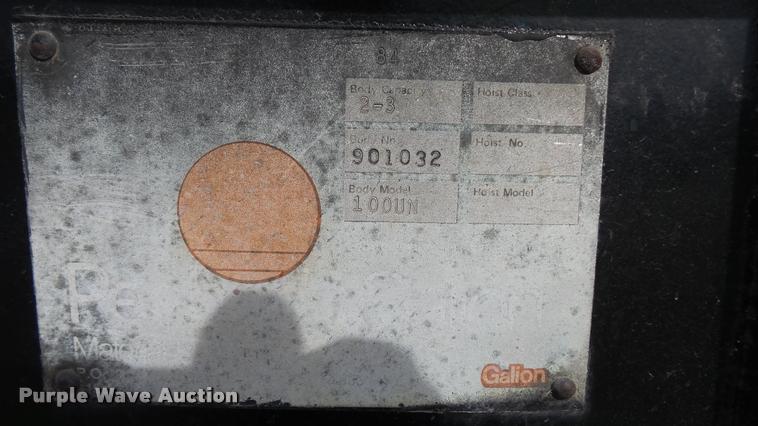 84
Body Capacity
2-3
Hoist Class
Body No.
901032
Hoist No.
Body Model
100UN
Hoist Model
Galion
Purple Wave Auction